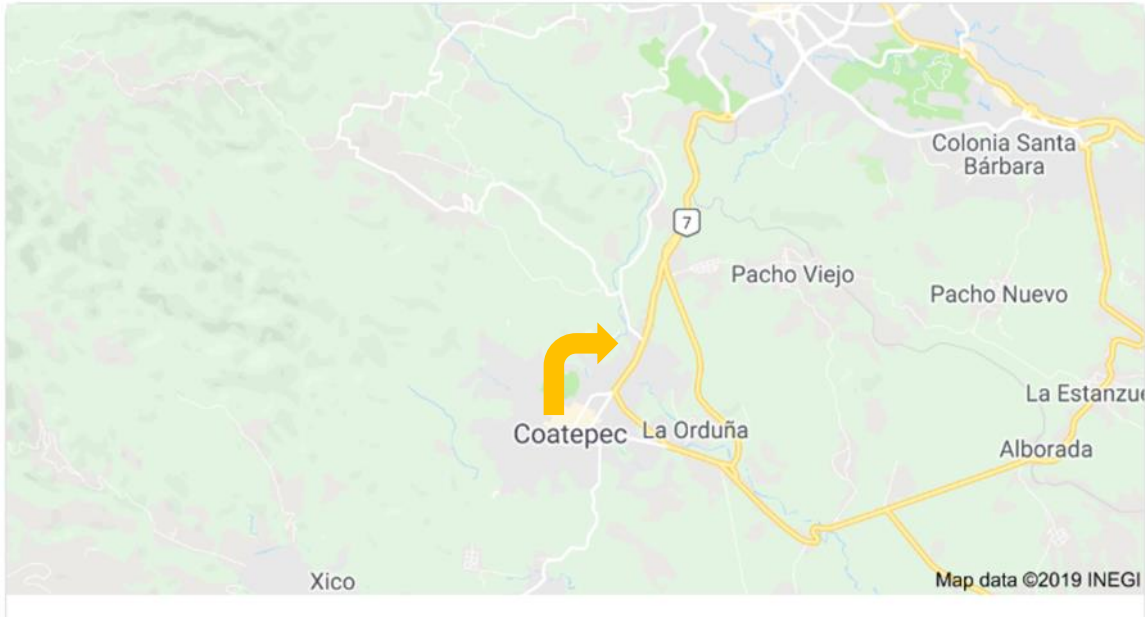 Colonia Santa
Bárbara
7
Pacho Viejo
Pacho Nuevo
La Estanzue
Coatepec
La Orduña
Alborada
Xico
Map data ©2019 INEGI